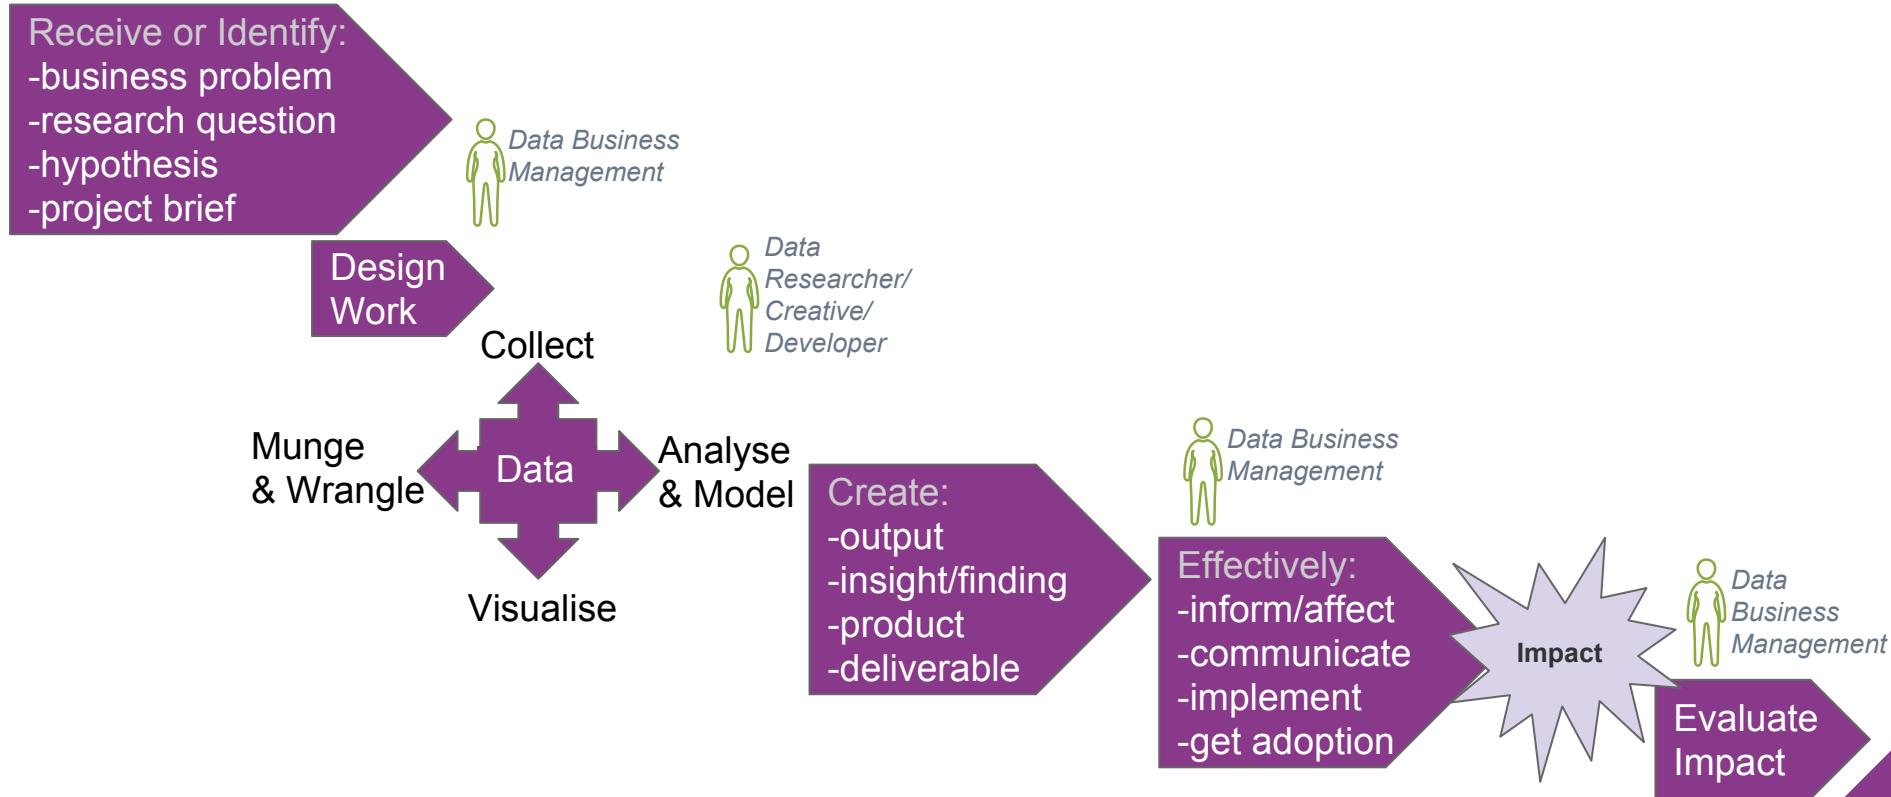 Receive or Identify:
-business problem
-research question
-hypothesis
-project brief
Data Business
Management
Design
Work
Data
Researcher/
Creative/
Developer
Collect
Munge
& Wrangle
Data
Analyse
& Model
Visualise
Create:
-output
-insight/finding
-product
-deliverable
Data Business
Management
Effectively:
-inform/affect
-communicate
-implement
-get adoption
Impact
Data
Business
Management
Evaluate
Impact